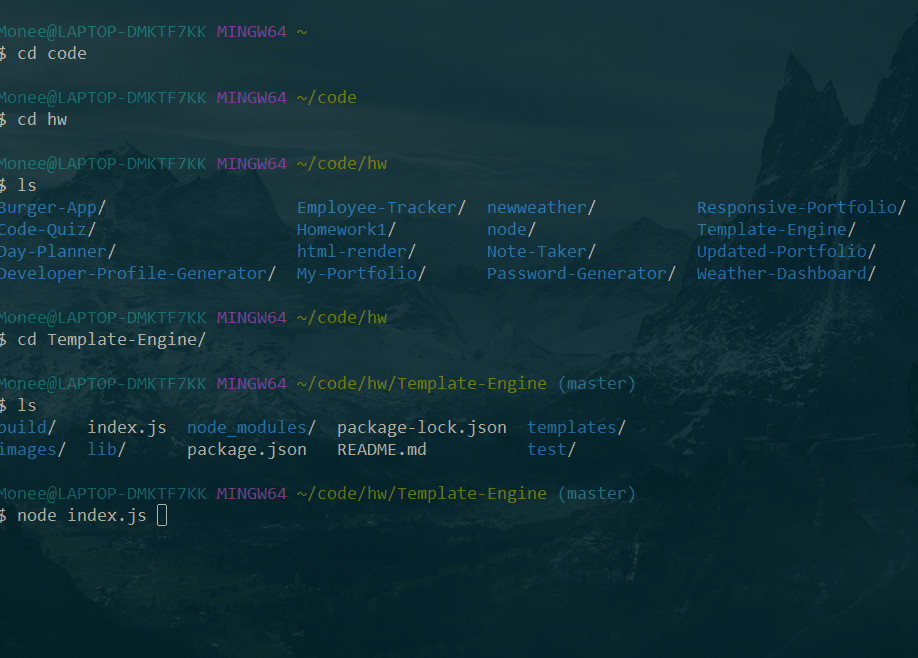 Monee@LAPTOP-DMKTF7KK MINGW64 ~
$ cd code
Monee@LAPTOP-DMKTF7KK MINGW64 ~/code
$ cd hw
Monee@LAPTOP-DMKTF7KK MINGW64 ~/code/hw
$ ls
Burger-App/ Employee-Tracker/ newweather/ Responsive-Portfolio/
Code-Quiz/ Homework1/ node/ Template-Engine/
Day-Planner/ html-render/ Note-Taker/ Updated-Portfolio/
Developer-Profile-Generator/ My-Portfolio/ Password-Generator/ Weather-Dashboard/
Monee@LAPTOP-DMKTF7KK MINGW64 ~/code/hw
$ cd Template-Engine/
Monee@LAPTOP-DMKTF7KK MINGW64 ~/code/hw/Template-Engine (master)
$ ls
build/ index.js node_modules/ package-lock.json templates/
images/ lib/ package.json README.md test/
Monee@LAPTOP-DMKTF7KK MINGW64 ~/code/hw/Template-Engine (master)
$ node index.js